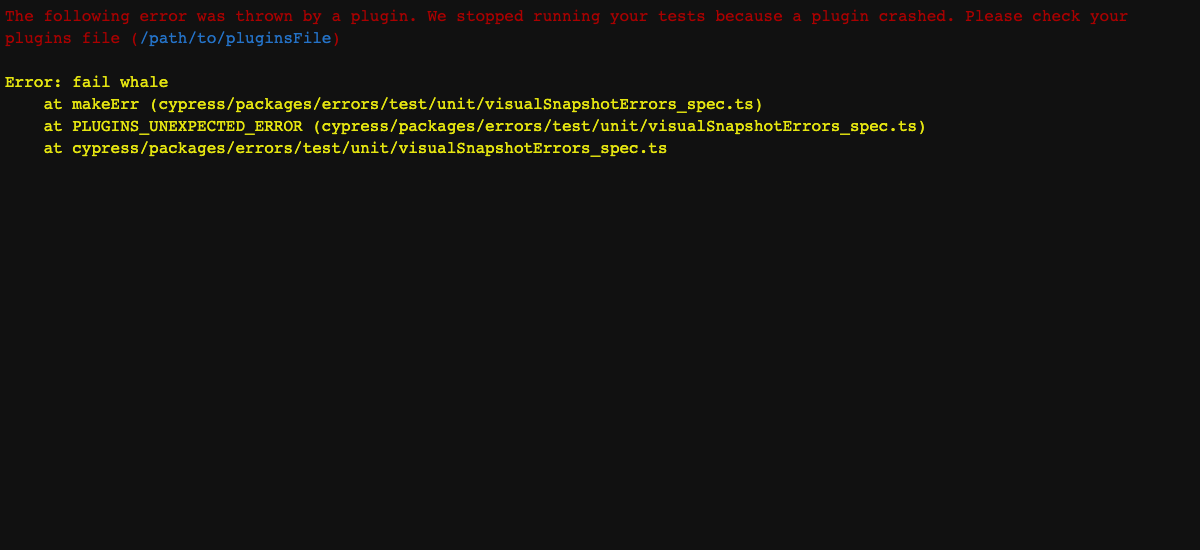 The following error was thrown by a plugin. We stopped running your tests because a plugin crashed. Please check your
plugins file (/path/to/pluginsFile)
Error: fail whale
at makeErr (cypress/packages/errors/test/unit/visualSnapshotErrors_spec.ts)
at PLUGINS_UNEXPECTED_ERROR (cypress/packages/errors/test/unit/visualSnapshotErrors_spec.ts)
at cypress/packages/errors/test/unit/visualSnapshotErrors_spec.ts